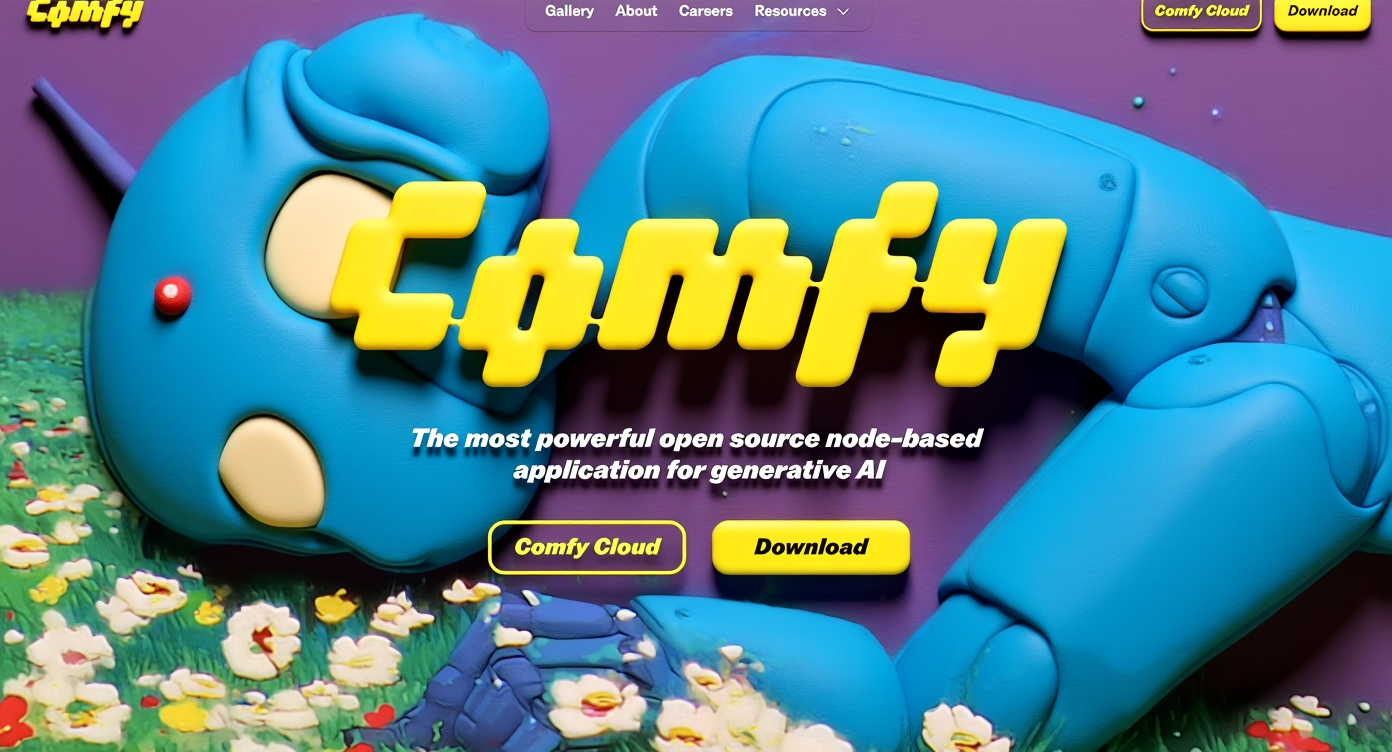 Comfy
Gallery About Careers Resources
Comfy Cloud Download
Comfy
The most powerful open source node-based
application for generative AI
Comfy Cloud Download